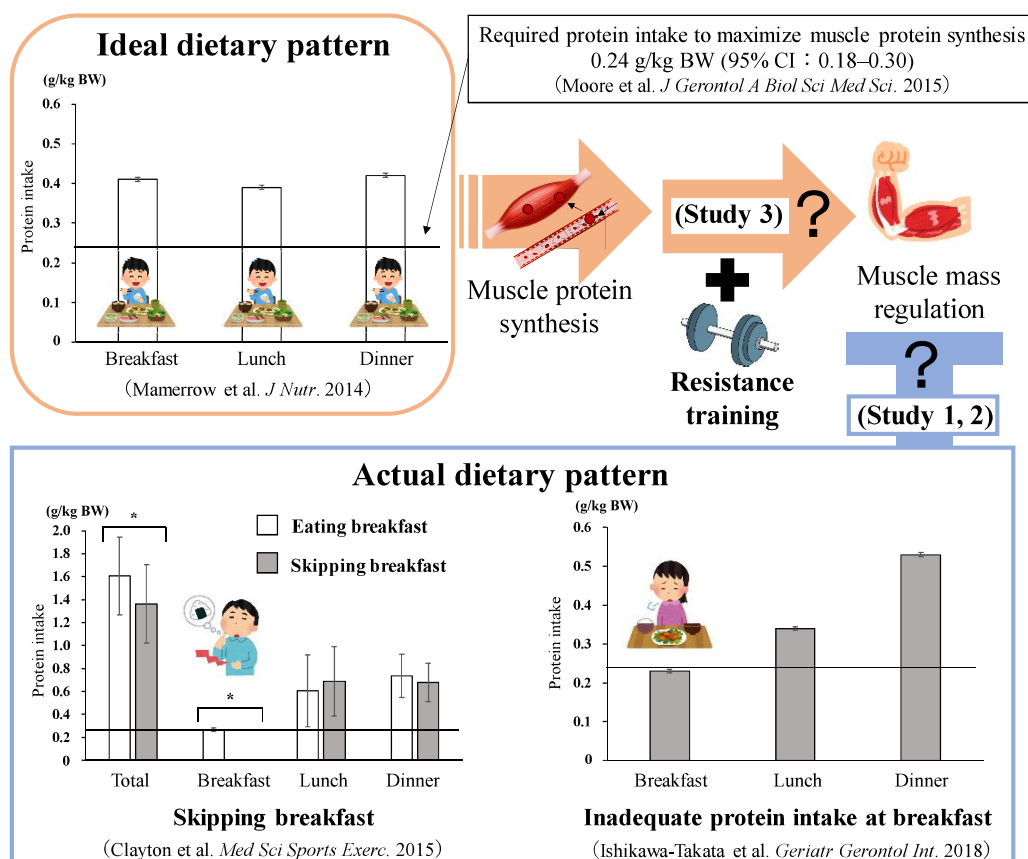 Ideal dietary pattern
(g/kg BW)
Protein intake
0.6
0.5
0.4
0.3
0.2
0.1
0
Breakfast
Lunch
Dinner
(Mamerrow et al. J Nutr. 2014)
Required protein intake to maximize muscle protein synthesis
0.24 g/kg BW (95% CI：0.18–0.30)
(Moore et al. J Gerontol A Biol Sci Med Sci. 2015)
Muscle protein
synthesis
(Study 3)
?
Resistance
training
Muscle mass
regulation
?
(Study 1, 2)
Actual dietary pattern
(g/kg BW)
Protein intake
2.0
1.8
1.6
1.4
1.2
1.0
0.8
0.6
0.4
0.2
0
*
*
Eating breakfast
Skipping breakfast
Total
Breakfast
Lunch
Dinner
Skipping breakfast
(Clayton et al. Med Sci Sports Exerc. 2015)
(g/kg BW)
Protein intake
0.6
0.5
0.4
0.3
0.2
0.1
0
Breakfast
Lunch
Dinner
Inadequate protein intake at breakfast
(Ishikawa-Takata et al. Geriatr Gerontol Int. 2018)